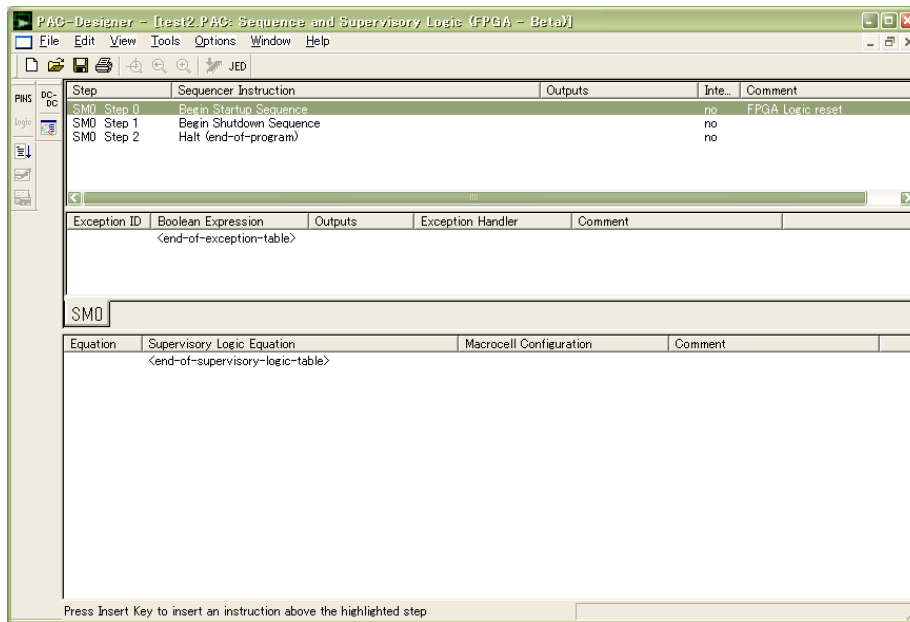 PAC-Designer - [test2.PAC: Sequence and Supervisory Logic (FPGA - Beta)]
File Edit View Tools Options Window Help
JED
PINS DC-DC
logic
Step Sequencer Instruction Outputs Inte... Comment
SM0 Step 0 Begin Startup Sequence no FPGA Logic reset
SM0 Step 1 Begin Shutdown Sequence no
SM0 Step 2 Halt (end-of-program) no
Exception ID Boolean Expression Outputs Exception Handler Comment
<end-of-exception-table>
SM0
Equation Supervisory Logic Equation Macrocell Configuration Comment
<end-of-supervisory-logic-table>
Press Insert Key to insert an instruction above the highlighted step